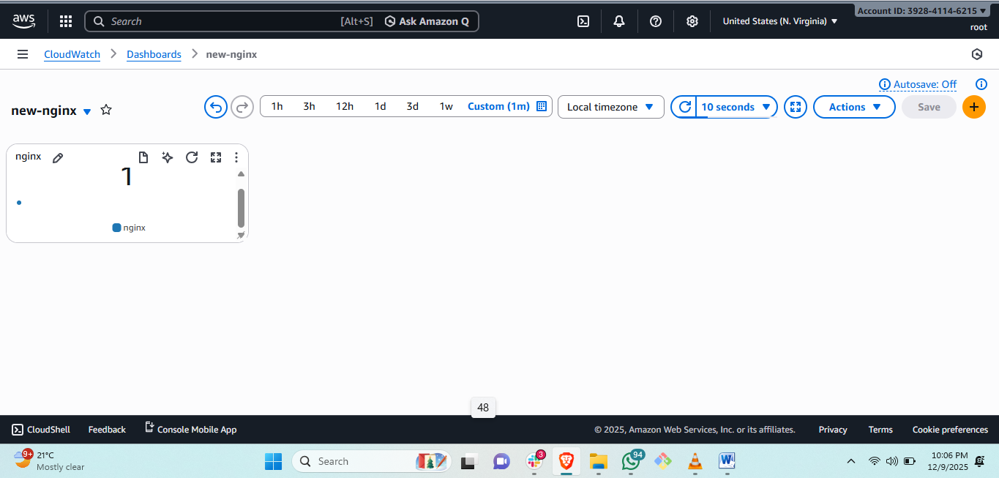 aws
Search [Alt+S] Ask Amazon Q
United States (N. Virginia)
Account ID: 3928-4114-6215
root
CloudWatch
Dashboards
new-nginx
Autosave: Off
new-nginx
1h 3h 12h 1d 3d 1w Custom (1m)
Local timezone
10 seconds
Actions
Save
nginx
1
nginx
48
CloudShell Feedback Console Mobile App
© 2025, Amazon Web Services, Inc. or its affiliates. Privacy Terms Cookie preferences
9+
21°C
Mostly clear
Search
3
94
W
10:06 PM
12/9/2025